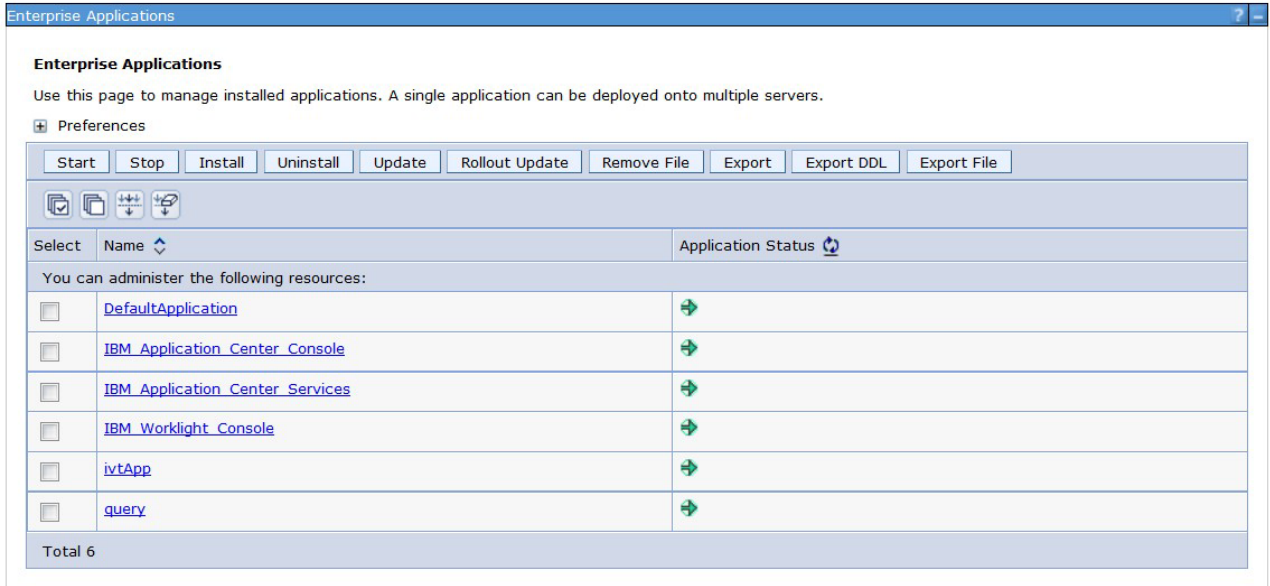 Enterprise Applications ? –
Enterprise Applications
Use this page to manage installed applications. A single application can be deployed onto multiple servers.
+ Preferences
Start Stop Install Uninstall Update Rollout Update Remove File Export Export DDL Export File
Select Name Application Status
You can administer the following resources:
DefaultApplication
IBM_Application_Center_Console
IBM_Application_Center_Services
IBM_Worklight_Console
ivtApp
query
Total 6